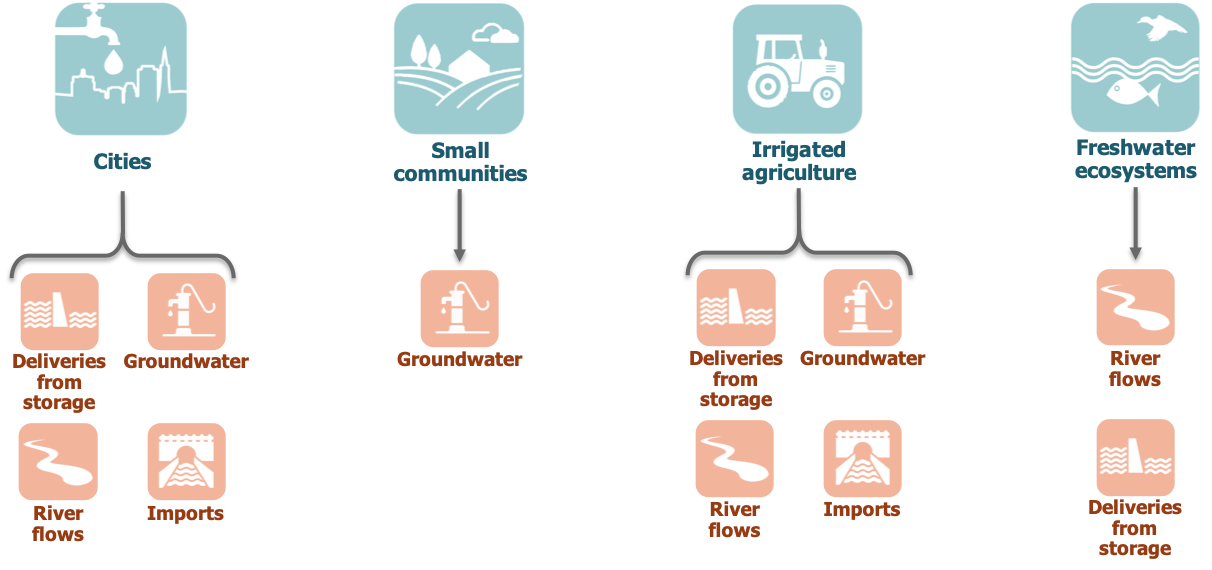 Cities
Small
communities
Irrigated
agriculture
Freshwater
ecosystems
Deliveries
from
storage
Groundwater
River
flows
Imports
Groundwater
Deliveries
from
storage
Groundwater
River
flows
Imports
River
flows
Deliveries
from
storage